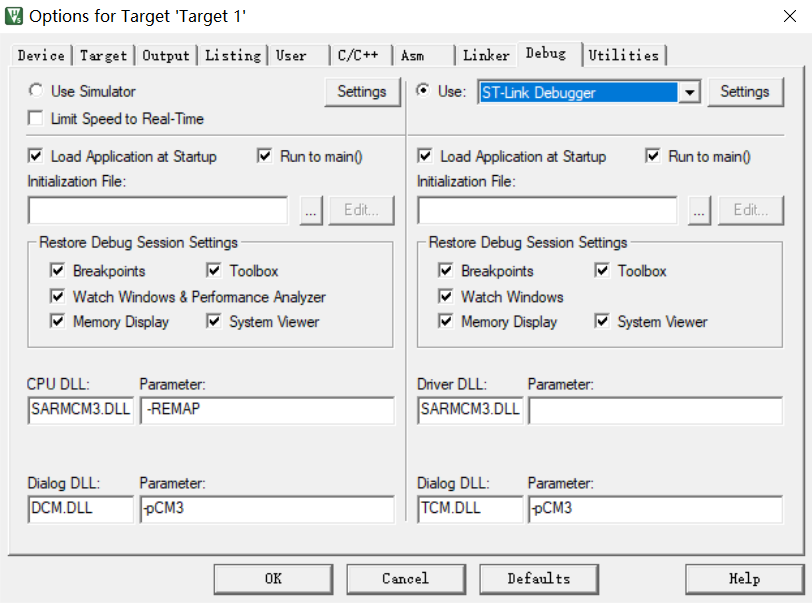 Options for Target 'Target 1'
Device Target Output Listing User C/C++ Asm Linker Debug Utilities
Use Simulator Settings
Limit Speed to Real-Time
Use: ST-Link Debugger Settings
Load Application at Startup Run to main()
Initialization File:
... Edit...
Restore Debug Session Settings
Breakpoints Toolbox
Watch Windows & Performance Analyzer
Memory Display System Viewer
Load Application at Startup Run to main()
Initialization File:
... Edit...
Restore Debug Session Settings
Breakpoints Toolbox
Watch Windows
Memory Display System Viewer
CPU DLL: Parameter:
SARMCM3.DLL -REMAP
Driver DLL: Parameter:
SARMCM3.DLL
Dialog DLL: Parameter:
DCM.DLL -pCM3
Dialog DLL: Parameter:
TCM.DLL -pCM3
OK Cancel Defaults Help